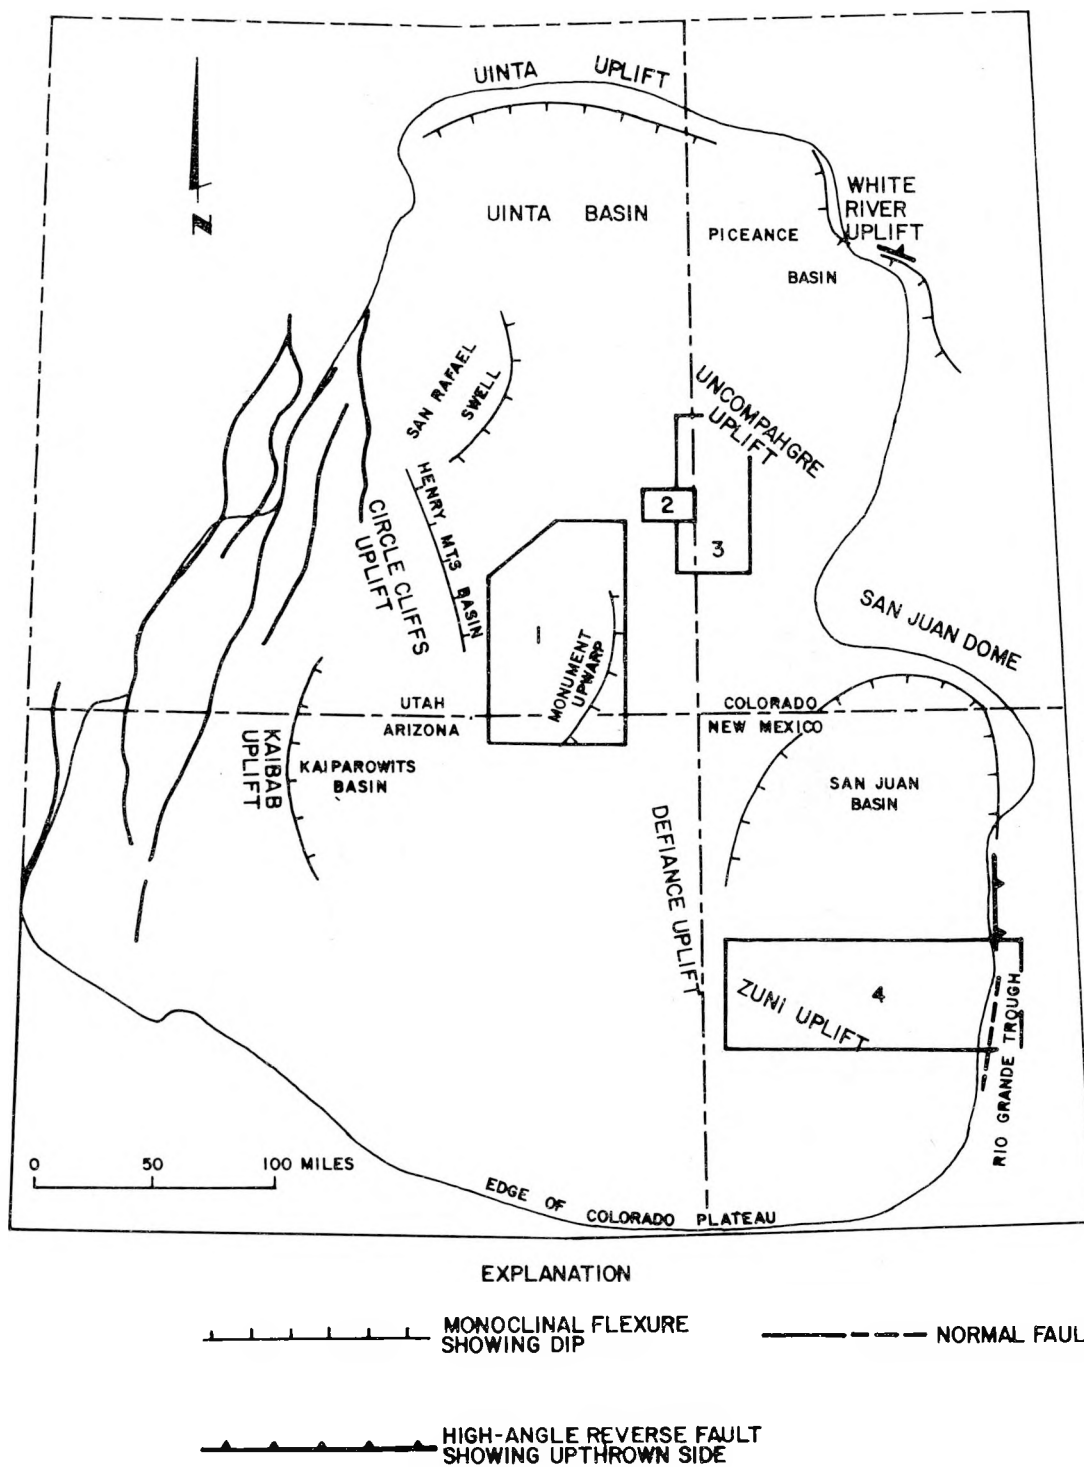 UINTA UPLIFT
N
UINTA BASIN
WHITE
RIVER
UPLIFT
PICEANCE
BASIN
SAN RAFAEL
SWELL
UNCOMPAHGRE
UPLIFT
HENRY MTS BASIN
CIRCLE CLIFFS
UPLIFT
2
3
1
MONUMENT
UPWARP
SAN JUAN DOME
UTAH
ARIZONA
COLORADO
NEW MEXICO
KAIBAB
UPLIFT
KAIPAROWITS
BASIN
SAN JUAN
BASIN
DEFIANCE UPLIFT
ZUNI UPLIFT
4
RIO GRANDE TROUGH
0 50 100 MILES
EDGE OF COLORADO PLATEAU
EXPLANATION
MONOCLINAL FLEXURE
SHOWING DIP
NORMAL FAUL
HIGH-ANGLE REVERSE FAULT
SHOWING UPTHROWN SIDE